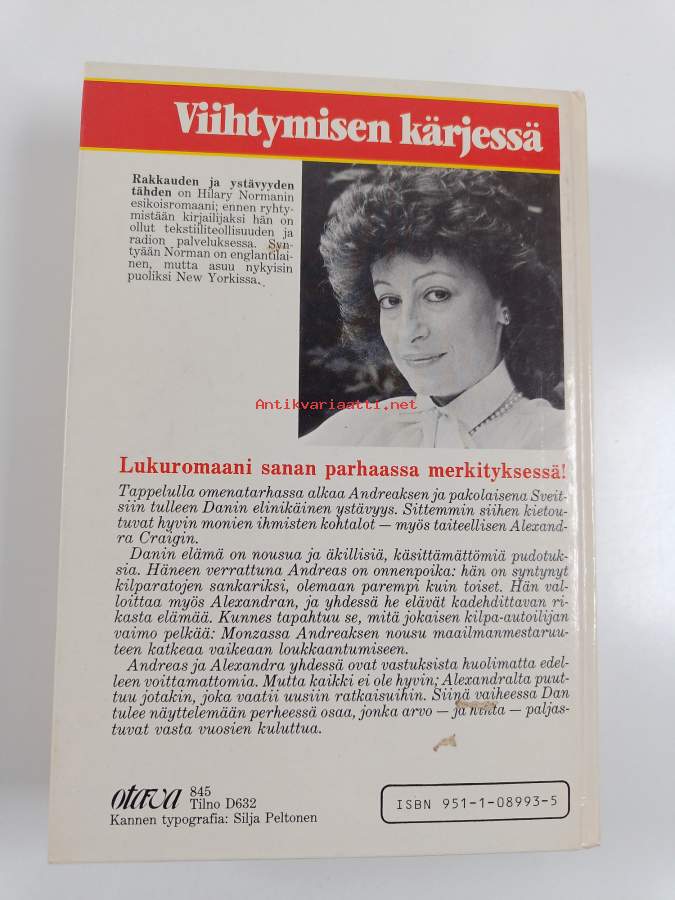 Viihtymisen kärjessä
Rakkauden ja ystävyyden
tähden on Hilary Normanin
esikoisromaani; ennen ryhty-
mistään kirjailijaksi hän on
ollut tekstiiliteollisuuden ja
radion palveluksessa. Syn-
tyään Norman on englantilai-
nen, mutta asuu nykyisin
puoliksi New Yorkissa.
Antikvariaatti.net
Lukuromaani sanan parhaassa merkityksessä!
Tappelulla omenatarhassa alkaa Andreaksen ja pakolaisena Sveit-
siin tulleen Danin elinikäinen ystävyys. Sittemmin siihen kietou-
tuvat hyvin monien ihmisten kohtalot — myös taiteellisen Alexand-
ra Craigin.
Danin elämä on nousua ja äkillisiä, käsittämättömiä pudotuk-
sia. Häneen verrattuna Andreas on onnenpoika: hän on syntynyt
kilparatojen sankariksi, olemaan parempi kuin toiset. Hän val-
loittaa myös Alexandran, ja yhdessä he elävät kadehdittavan ri-
kasta elämää. Kunnes tapahtuu se, mitä jokaisen kilpa-autoilijan
vaimo pelkää: Monzassa Andreaksen nousu maailmanmestaruu-
teen katkeaa vaikeaan loukkaantumiseen.
Andreas ja Alexandra yhdessä ovat vastuksista huolimatta edel-
leen voittamattomia. Mutta kaikki ei ole hyvin; Alexandralta puut-
tuu jotakin, joka vaatii uusiin ratkaisuihin. Siinä vaiheessa Dan
tulee näyttelemään perheessä osaa, jonka arvo — ja hinta — paljas-
tuvat vasta vuosien kuluttua.
otava
845
Tilno D632
Kannen typografia: Silja Peltonen
ISBN 951-1-08993-5